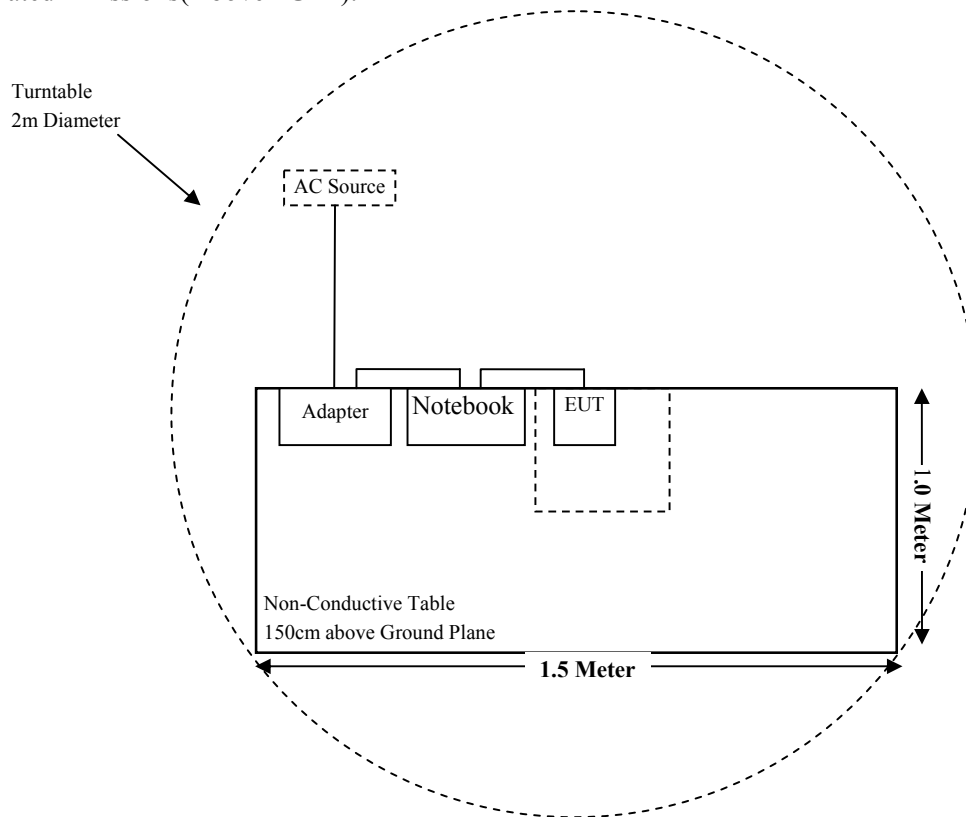 Turntable
2m Diameter
AC Source
Adapter
Notebook
EUT
1.0 Meter
Non-Conductive Table
150cm above Ground Plane
1.5 Meter